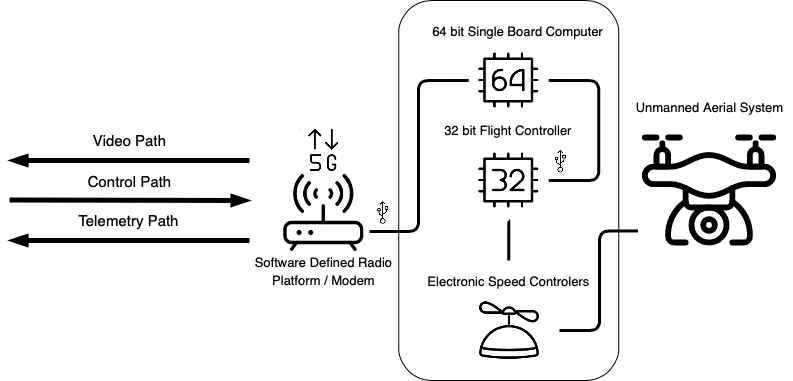 64 bit Single Board Computer
64
Unmanned Aerial System
32 bit Flight Controller
32
Video Path
Control Path
Telemetry Path
5G
Software Defined Radio
Platform / Modem
Electronic Speed Controlers